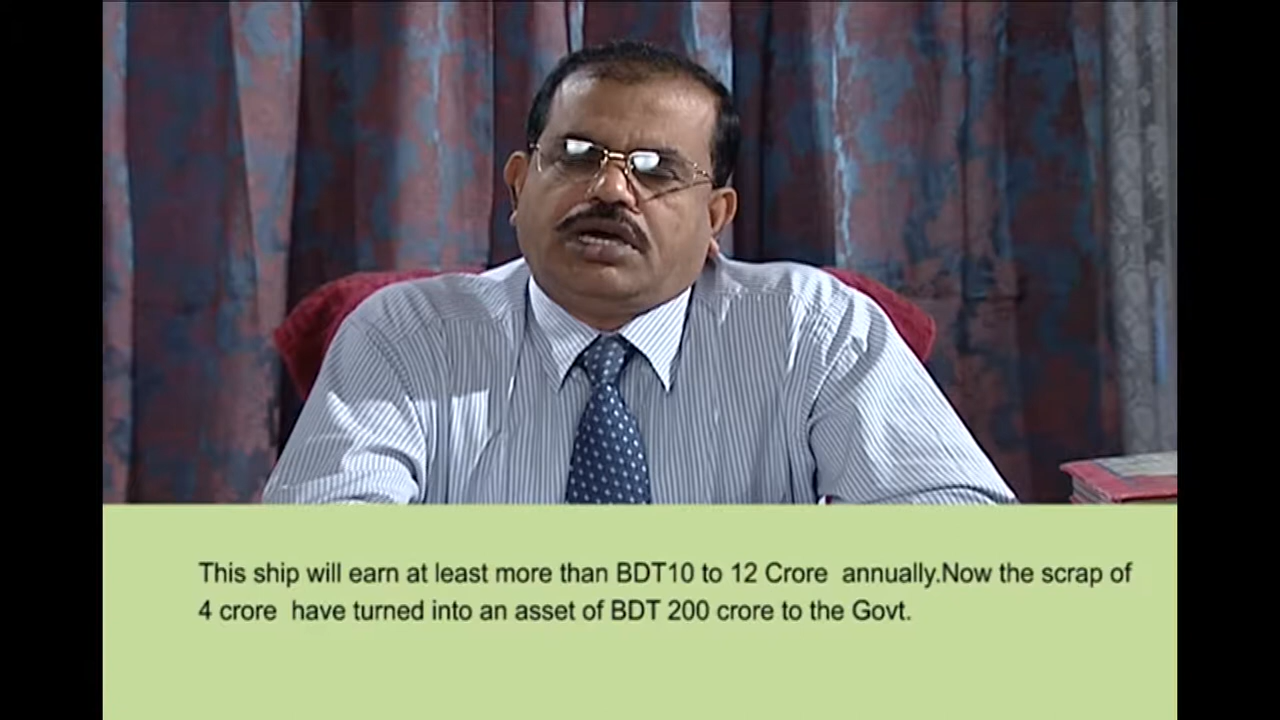 This ship will earn at least more than BDT10 to 12 Crore annually.Now the scrap of
4 crore have turned into an asset of BDT 200 crore to the Govt.